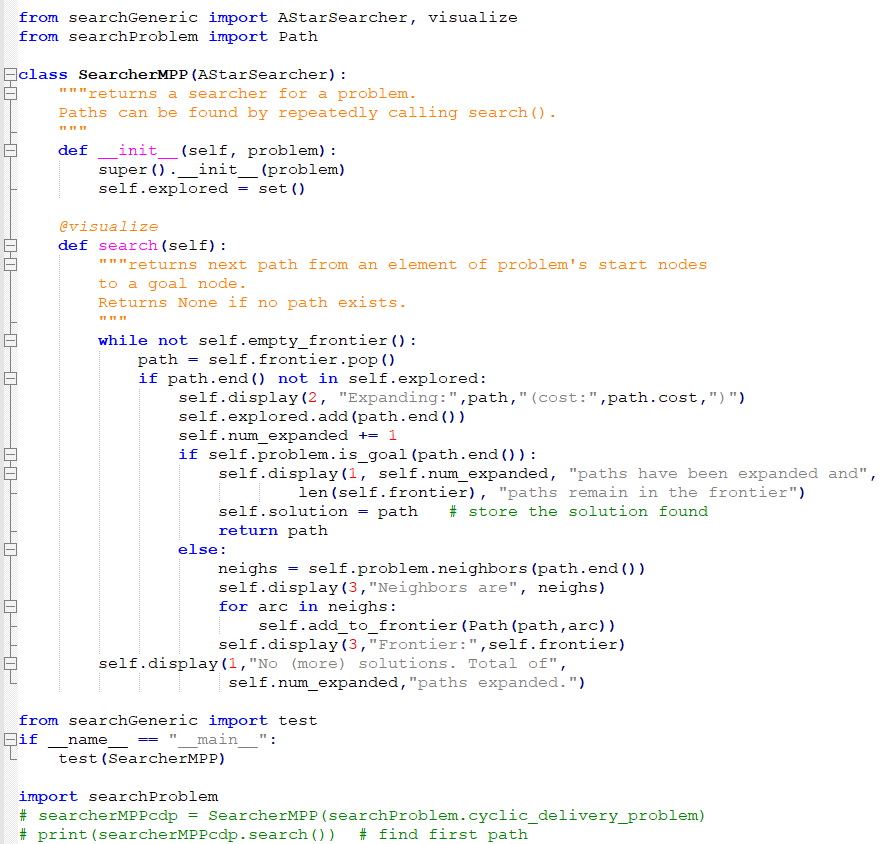 from searchGeneric import AStarSearcher, visualize
from searchProblem import Path

class SearcherMPP(AStarSearcher):
    """returns a searcher for a problem.
    Paths can be found by repeatedly calling search().
    """
    def __init__(self, problem):
        super().__init__(problem)
        self.explored = set()

    @visualize
    def search(self):
        """returns next path from an element of problem's start nodes
        to a goal node.
        Returns None if no path exists.
        """
        while not self.empty_frontier():
            path = self.frontier.pop()
            if path.end() not in self.explored:
                self.display(2, "Expanding:",path,"(cost:",path.cost,")")
                self.explored.add(path.end())
                self.num_expanded += 1
                if self.problem.is_goal(path.end()):
                    self.display(1, self.num_expanded, "paths have been expanded and",
                            len(self.frontier), "paths remain in the frontier")
                    self.solution = path   # store the solution found
                    return path
                else:
                    neighs = self.problem.neighbors(path.end())
                    self.display(3,"Neighbors are", neighs)
                    for arc in neighs:
                        self.add_to_frontier(Path(path,arc))
                    self.display(3,"Frontier:",self.frontier)
        self.display(1,"No (more) solutions. Total of",
                     self.num_expanded,"paths expanded.")

from searchGeneric import test
if __name__ == "__main__":
    test(SearcherMPP)

import searchProblem
# searcherMPPcdp = SearcherMPP(searchProblem.cyclic_delivery_problem)
# print(searcherMPPcdp.search())  # find first path